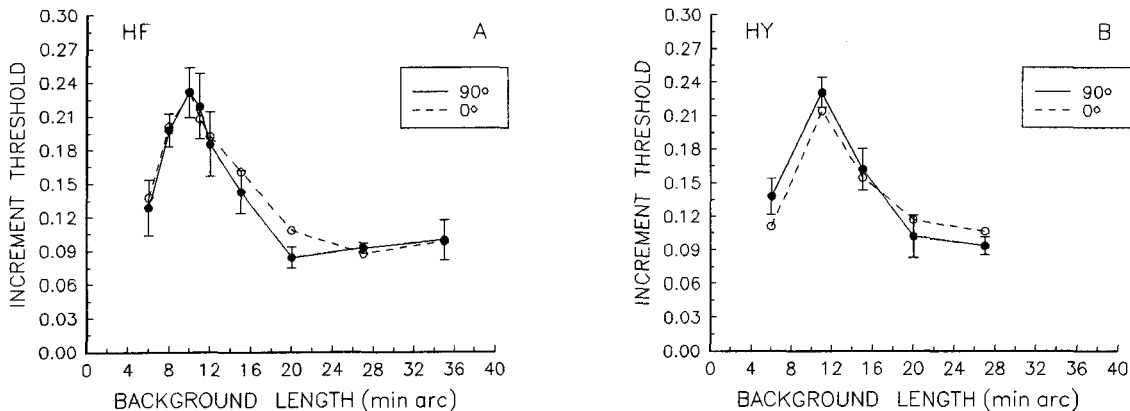 HF
A
90°
0°
INCREMENT THRESHOLD
0.30
0.27
0.24
0.21
0.18
0.15
0.12
0.09
0.06
0.03
0.00
0 4 8 12 16 20 24 28 32 36 40
BACKGROUND LENGTH (min arc)
HY
B
90°
0°
INCREMENT THRESHOLD
0.30
0.27
0.24
0.21
0.18
0.15
0.12
0.09
0.06
0.03
0.00
0 4 8 12 16 20 24 28 32 36 40
BACKGROUND LENGTH (min arc)